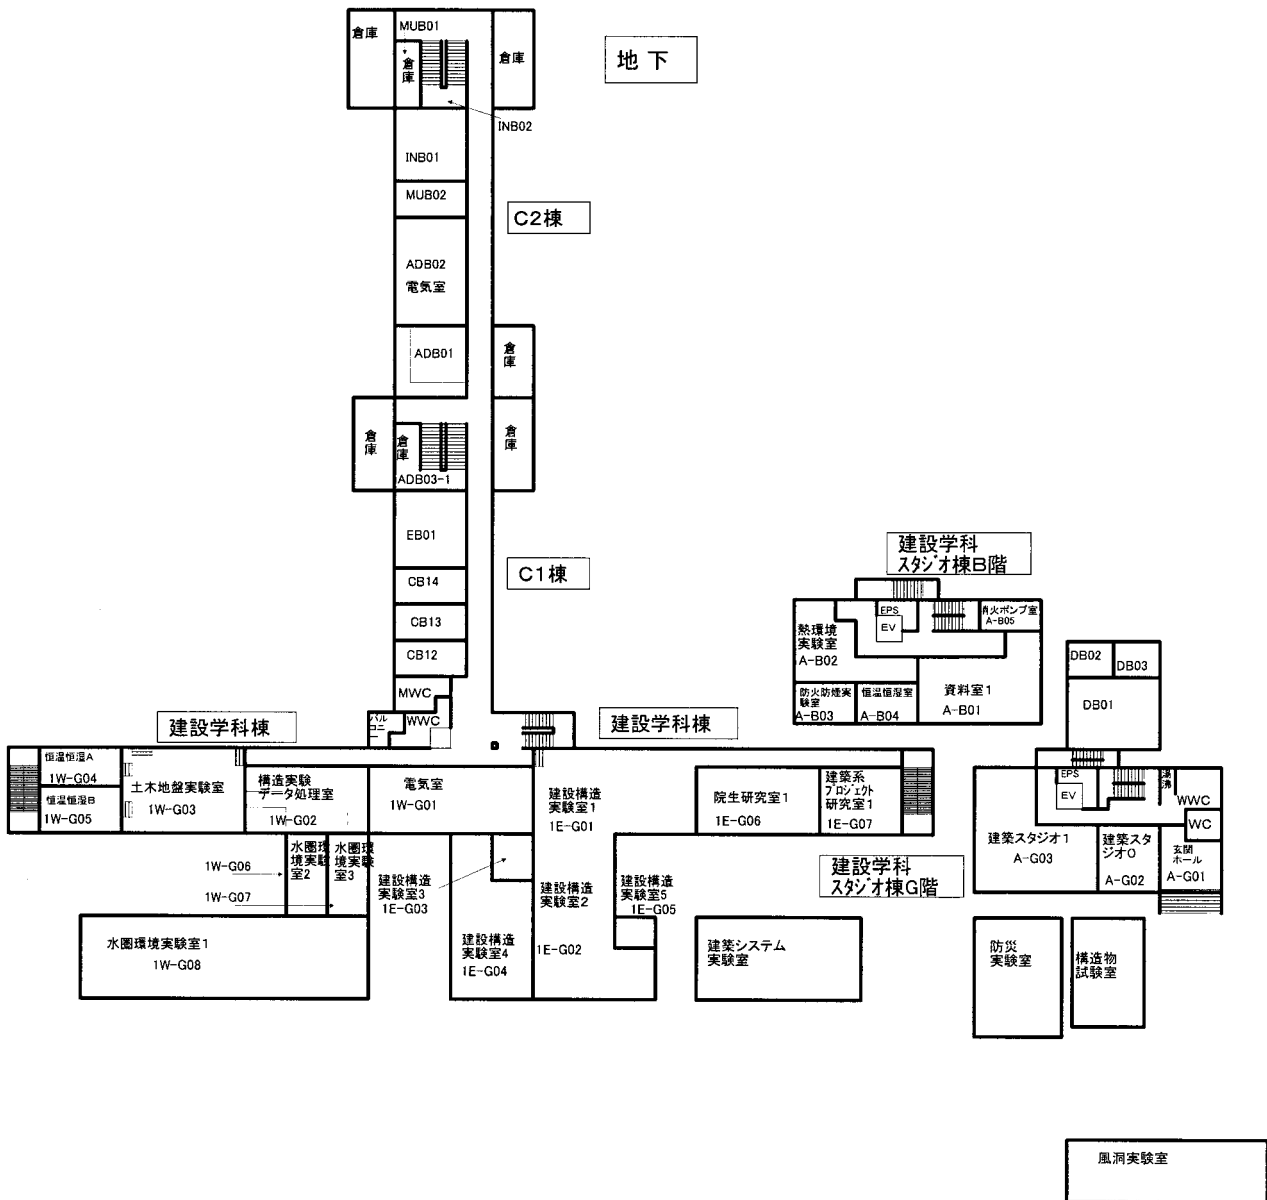 地下
倉庫
MUB01
倉庫
倉庫
INB02
INB01
MUB02
C2棟
ADB02
電気室
ADB01
倉庫
倉庫
倉庫
倉庫
ADB03-1
EB01
C1棟
CB14
CB13
CB12
MWC
WWC
バルコニー
建設学科
スタジオ棟B階
EPS
EV
消火ポンプ室
A-B05
熱環境
実験室
A-B02
防火防煙実
験室
A-B03
恒温恒湿室
A-B04
資料室1
A-B01
DB02
DB03
DB01
建設学科棟
建設学科棟
恒温恒湿A
1W-G04
恒温恒湿B
1W-G05
土木地盤実験室
1W-G03
構造実験
データ処理室
1W-G02
電気室
1W-G01
建設構造
実験室1
1E-G01
院生研究室1
1E-G06
建築系
プロジェクト
研究室1
1E-G07
EPS
EV
湯沸
WWC
WC
建築スタジオ1
A-G03
建築スタ
ジオ0
A-G02
玄関
ホール
A-G01
建設学科
スタジオ棟G階
1W-G06
1W-G07
水圏環
境実験
室2
水圏環
境実験
室3
建設構造
実験室3
1E-G03
建設構造
実験室2
1E-G02
建設構造
実験室5
1E-G05
建設構造
実験室4
1E-G04
水圏環境実験室1
1W-G08
建築システム
実験室
防災
実験室
構造物
試験室
風洞実験室